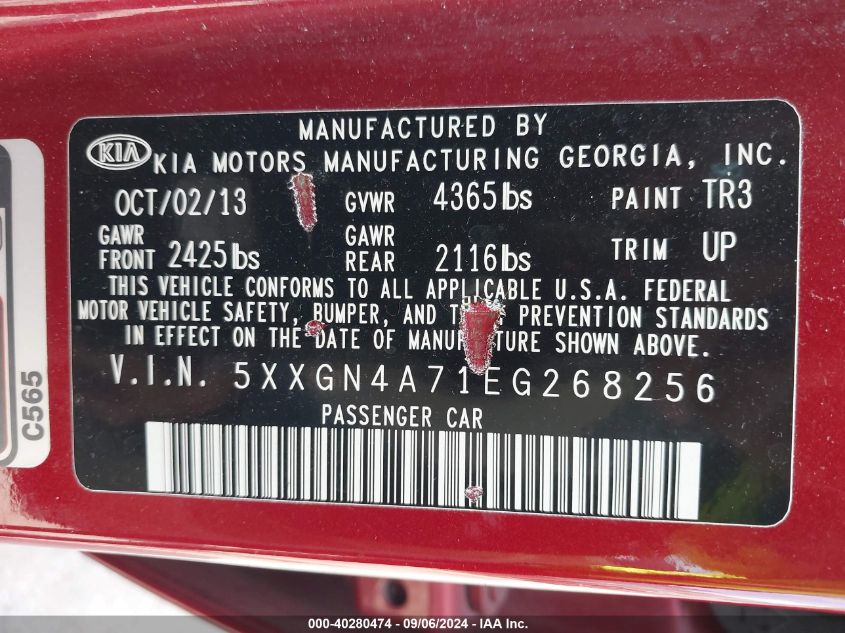 MANUFACTURED BY
KIA KIA MOTORS MANUFACTURING GEORGIA, INC.
OCT/02/13 GVWR 4365lbs PAINT TR3
GAWR FRONT 2425lbs GAWR REAR 2116lbs TRIM UP
THIS VEHICLE CONFORMS TO ALL APPLICABLE U.S.A. FEDERAL
MOTOR VEHICLE SAFETY, BUMPER, AND PREVENTION STANDARDS
IN EFFECT ON THE DATE OF MANUFACTURE SHOWN ABOVE.
V.I.N. 5XXGN4A71EG268256
PASSENGER CAR
C565
000-40280474 - 09/06/2024 - IAA Inc.